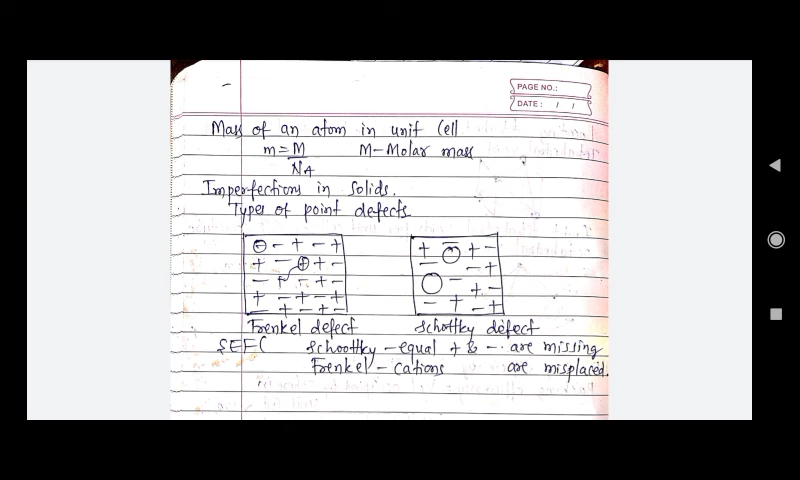 PAGE NO.:
DATE: / /
Mass of an atom in unit Cell
m = M M - Molar mass
NA
Imperfections in Solids.
Types of point defects
⊕ - + - + + - + -
+ - ⊕ + - - - +
- + - + - - + -
+ - + - + - + - +
- + - + -
Frenkel defect Schottky defect
SEFC Schoottky - equal + & - are missing
Frenkel - cations are misplaced.